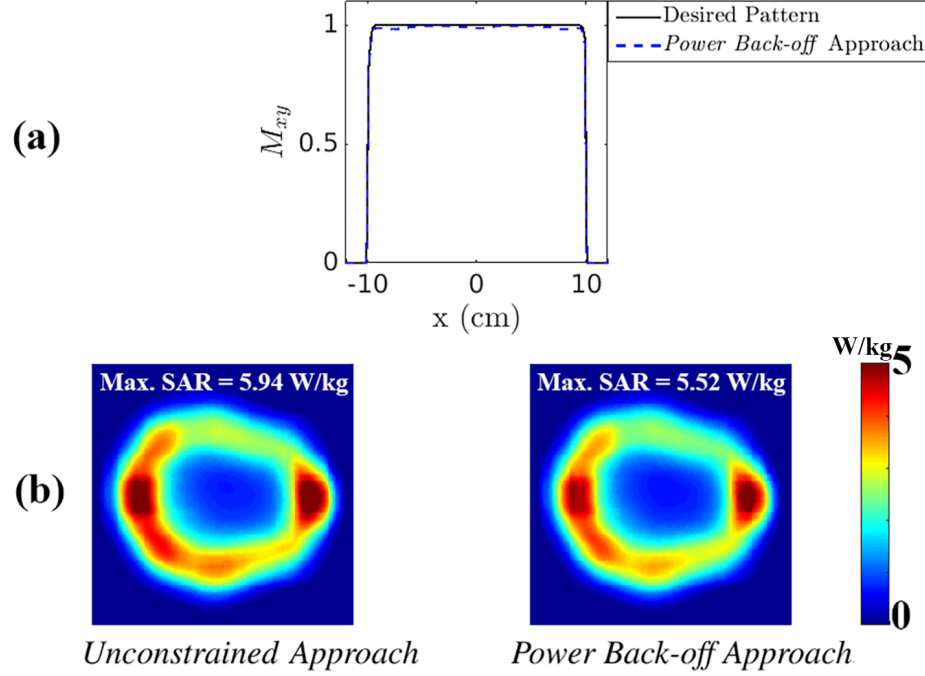 (a)
1
0.5
0
M_xy
-10 0 10
x (cm)
Desired Pattern
Power Back-off Approach
(b)
Max. SAR = 5.94 W/kg
Max. SAR = 5.52 W/kg
W/kg
5
0
Unconstrained Approach
Power Back-off Approach